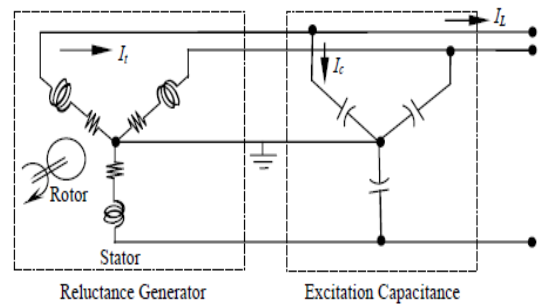 I_L
I_t
I_c
Rotor
Stator
Reluctance Generator
Excitation Capacitance